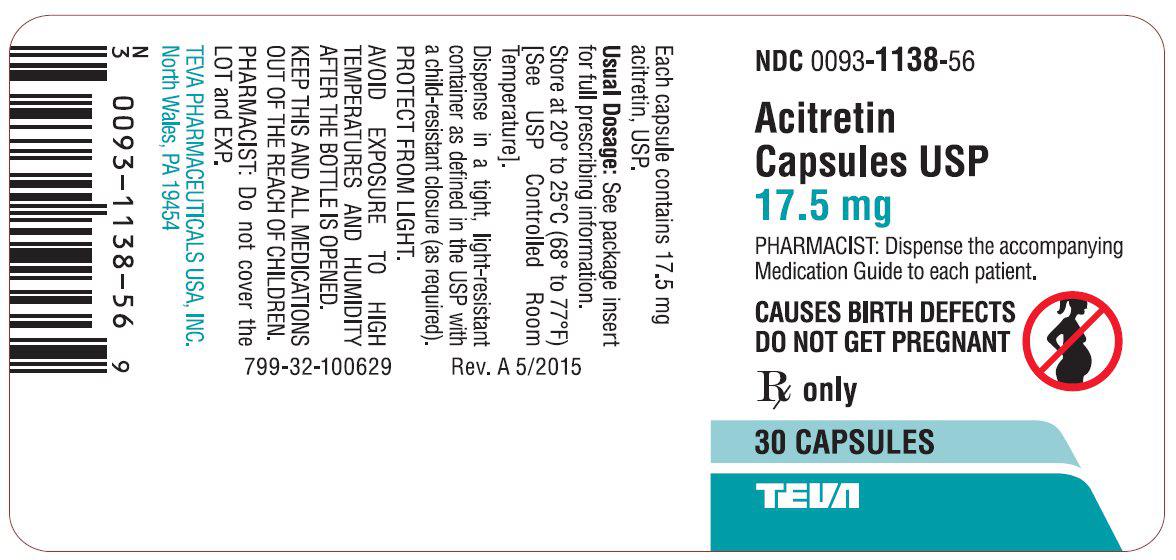 NDC 0093-1138-56
Acitretin
Capsules USP
17.5 mg
PHARMACIST: Dispense the accompanying
Medication Guide to each patient.
CAUSES BIRTH DEFECTS
DO NOT GET PREGNANT
Rx only
30 CAPSULES
TEVA
Each capsule contains 17.5 mg
acitretin, USP.
Usual Dosage: See package insert
for full prescribing information.
Store at 20° to 25°C (68° to 77°F)
[See USP Controlled Room
Temperature].
Dispense in a tight, light-resistant
container as defined in the USP with
a child-resistant closure (as required).
PROTECT FROM LIGHT.
AVOID EXPOSURE TO HIGH
TEMPERATURES AND HUMIDITY
AFTER THE BOTTLE IS OPENED.
KEEP THIS AND ALL MEDICATIONS
OUT OF THE REACH OF CHILDREN.
PHARMACIST: Do not cover the
LOT and EXP.
TEVA PHARMACEUTICALS USA, INC.
North Wales, PA 19454
799-32-100629 Rev. A 5/2015
N
3 0093-1138-56 9